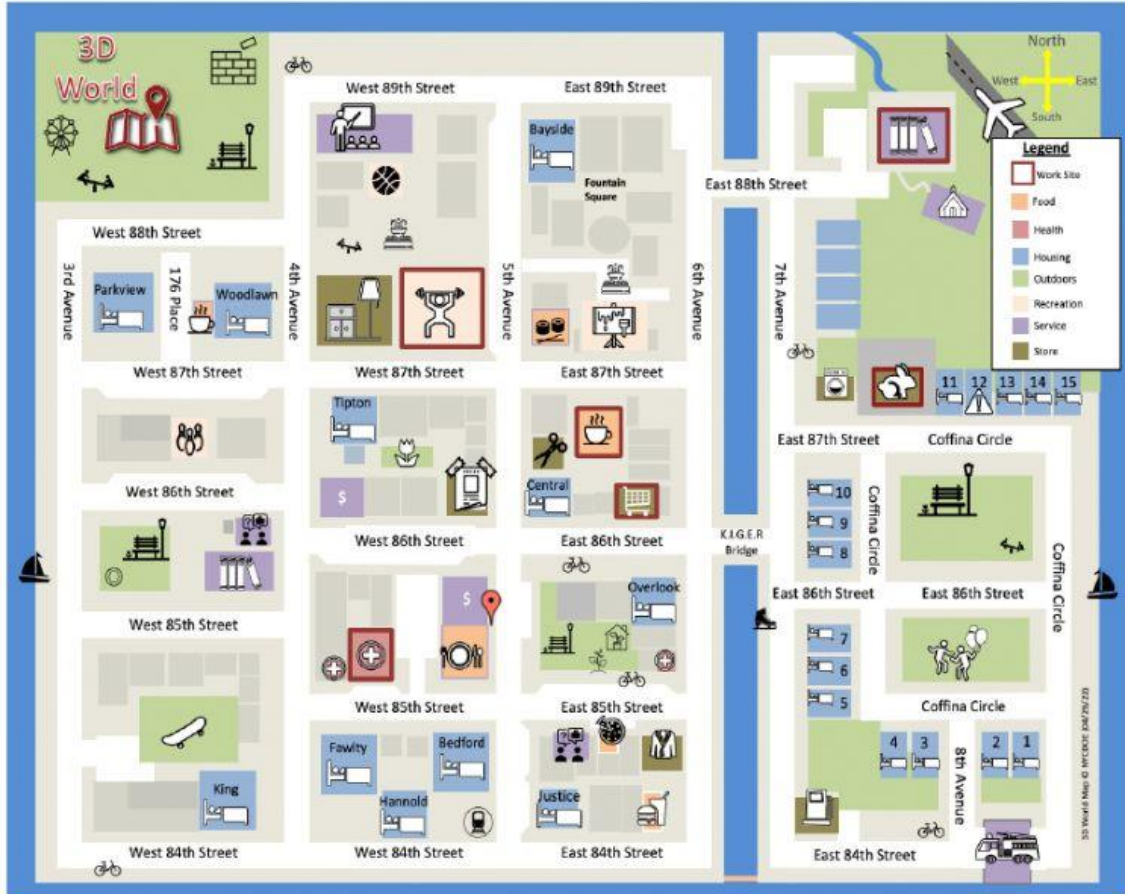 3D
World
West 89th Street
East 89th Street
North
West
East
South
Bayside
Legend
Work Site
Food
Health
Housing
Outdoors
Recreation
Service
Store
East 88th Street
Fountain
Square
West 88th Street
3rd Avenue
Parkview
176 Place
Woodlawn
4th Avenue
5th Avenue
6th Avenue
7th Avenue
West 87th Street
West 87th Street
East 87th Street
11
12
13
14
15
Tipton
East 87th Street
Coffina Circle
$
Central
10
9
8
Coffina Circle
Coffina Circle
West 86th Street
West 86th Street
East 86th Street
K.I.G.E.R
Bridge
East 86th Street
East 86th Street
$
Overlook
West 85th Street
7
6
5
West 85th Street
East 85th Street
Coffina Circle
Fawlty
Bedford
4
3
8th Avenue
2
1
King
Hannold
Justice
West 84th Street
West 84th Street
East 84th Street
East 84th Street